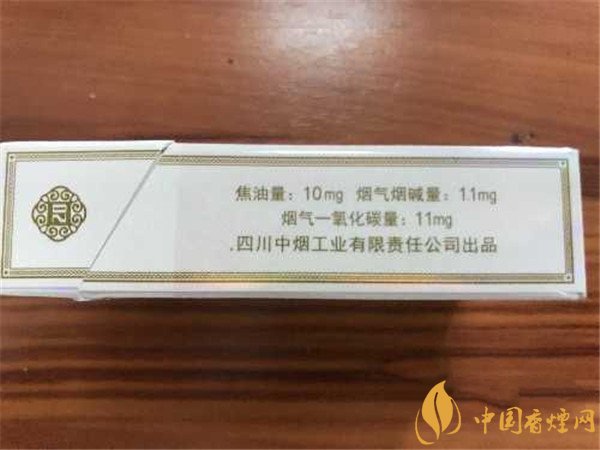 焦油量：10mg 烟气烟碱量：1.1mg
烟气一氧化碳量：11mg
.四川中烟工业有限责任公司出品
中国香烟网